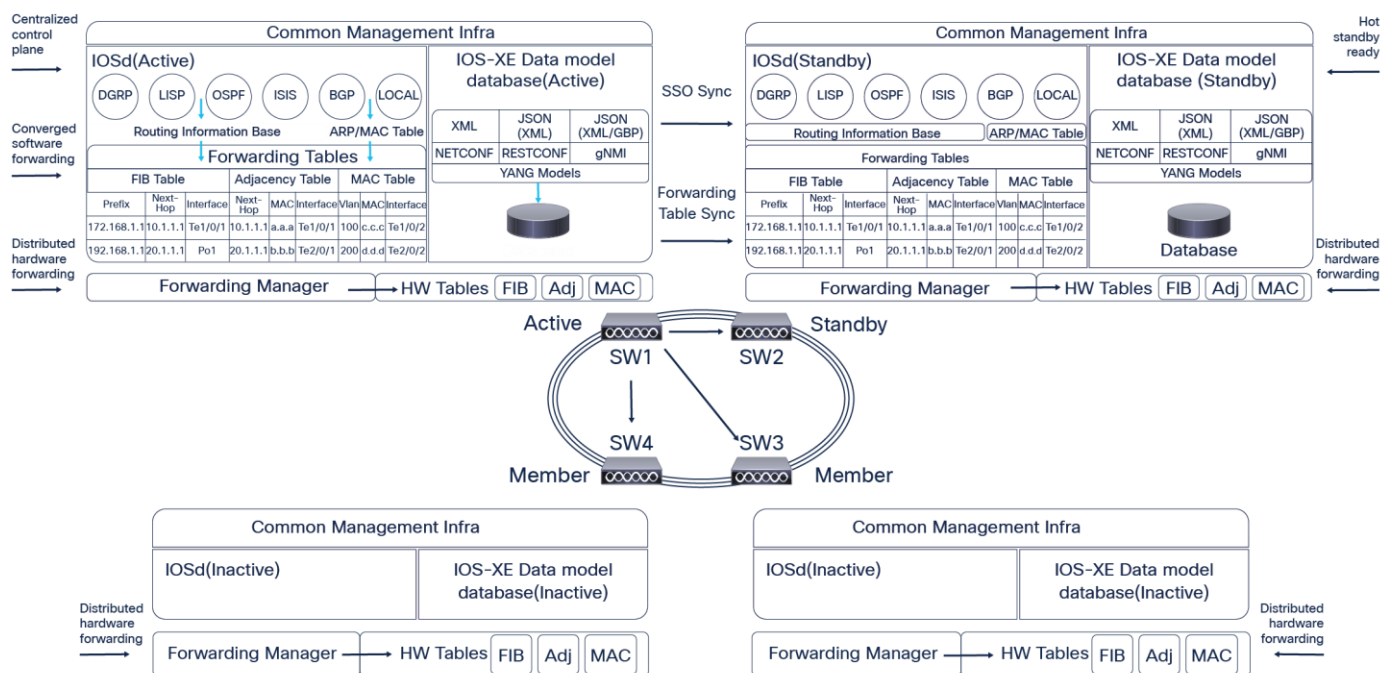 Centralized
control
plane
Common Management Infra
IOSd(Active)
DGRP LISP OSPF ISIS BGP LOCAL
Routing Information Base ARP/MAC Table
IOS-XE Data model
database(Active)
XML JSON (XML) JSON (XML/GBP)
NETCONF RESTCONF gNMI
YANG Models
Converged
software
forwarding
Forwarding Tables
FIB Table Adjacency Table MAC Table
Prefix Next-Hop Interface Next-Hop MAC Interface Vlan MAC Interface
172.168.1.1 10.1.1.1 Te1/0/1 10.1.1.1 a.a.a Te1/0/1 100 c.c.c Te1/0/2
192.168.1.1 20.1.1.1 Po1 20.1.1.1 b.b.b Te2/0/1 200 d.d.d Te2/0/2
Distributed
hardware
forwarding
Forwarding Manager HW Tables FIB Adj MAC
SSO Sync
Forwarding
Table Sync
Common Management Infra
Hot
standby
ready
IOSd(Standby)
DGRP LISP OSPF ISIS BGP LOCAL
Routing Information Base ARP/MAC Table
IOS-XE Data model
database (Standby)
XML JSON (XML) JSON (XML/GBP)
NETCONF RESTCONF gNMI
YANG Models
Database
Forwarding Tables
FIB Table Adjacency Table MAC Table
Prefix Next-Hop Interface Next-Hop MAC Interface Vlan MAC Interface
172.168.1.1 10.1.1.1 Te1/0/1 10.1.1.1 a.a.a Te1/0/1 100 c.c.c Te1/0/2
192.168.1.1 20.1.1.1 Po1 20.1.1.1 b.b.b Te2/0/1 200 d.d.d Te2/0/2
Distributed
hardware
forwarding
Forwarding Manager HW Tables FIB Adj MAC
Active Standby
SW1 SW2
SW4 SW3
Member Member
Common Management Infra
IOSd(Inactive)
IOS-XE Data model
database(Inactive)
Distributed
hardware
forwarding
Forwarding Manager HW Tables FIB Adj MAC
Common Management Infra
IOSd(Inactive)
IOS-XE Data model
database(Inactive)
Distributed
hardware
forwarding
Forwarding Manager HW Tables FIB Adj MAC